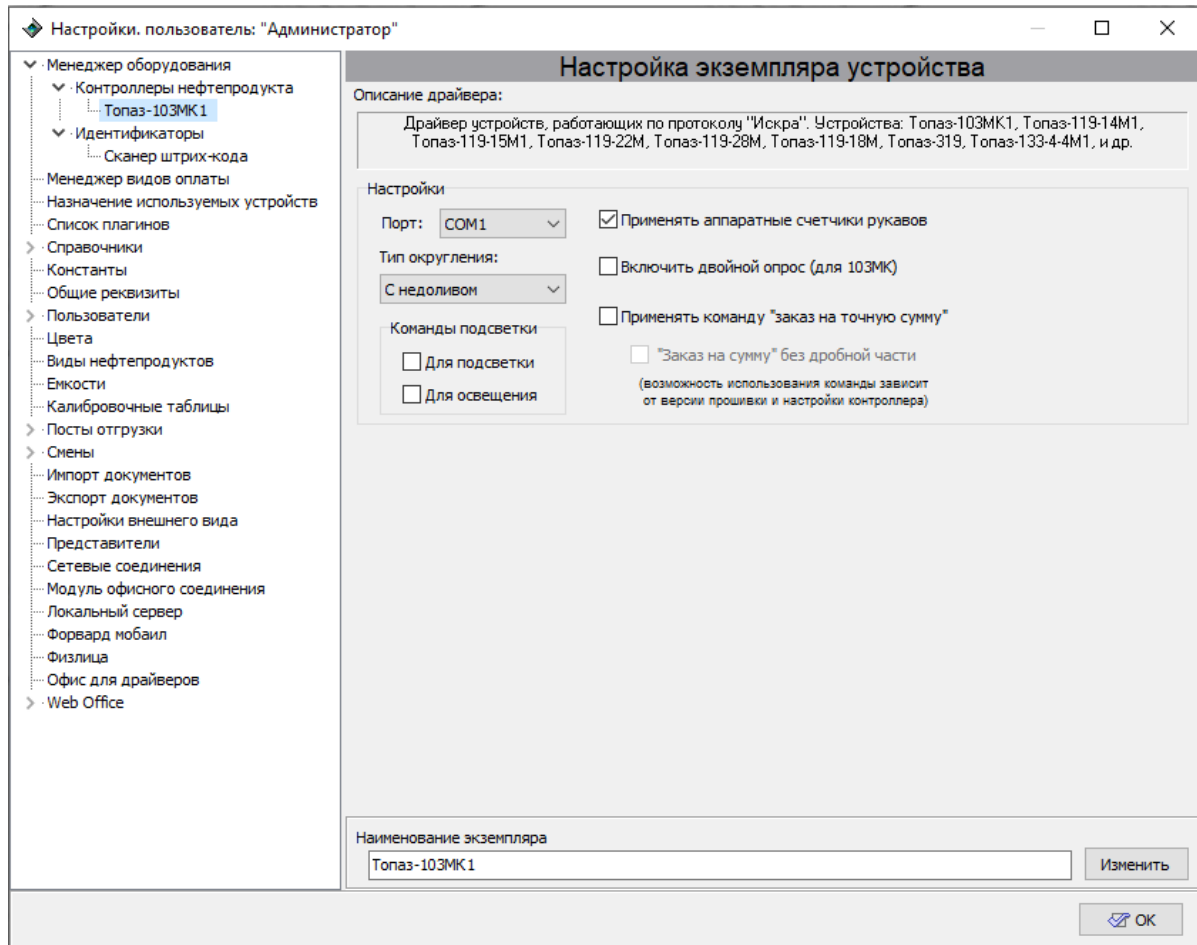 Настройки. пользователь: "Администратор"
Менеджер оборудования
Контроллеры нефтепродукта
Топаз-103МК1
Идентификаторы
Сканер штрих-кода
Менеджер видов оплаты
Назначение используемых устройств
Список плагинов
Справочники
Константы
Общие реквизиты
Пользователи
Цвета
Виды нефтепродуктов
Емкости
Калибровочные таблицы
Посты отгрузки
Смены
Импорт документов
Экспорт документов
Настройки внешнего вида
Представители
Сетевые соединения
Модуль офисного соединения
Локальный сервер
Форвард мобаил
Физлица
Офис для драйверов
Web Office
Настройка экземпляра устройства
Описание драйвера:
Драйвер устройств, работающих по протоколу "Искра". Устройства: Топаз-103МК1, Топаз-119-14М1,
Топаз-119-15М1, Топаз-119-22М, Топаз-119-28М, Топаз-119-18М, Топаз-319, Топаз-133-4-4М1, и др.
Настройки
Порт: COM1
Тип округления:
С недоливом
Команды подсветки
Для подсветки
Для освещения
Применять аппаратные счетчики рукавов
Включить двойной опрос (для 103МК)
Применять команду "заказ на точную сумму"
"Заказ на сумму" без дробной части
(возможность использования команды зависит
от версии прошивки и настройки контроллера)
Наименование экземпляра
Топаз-103МК1
Изменить
OK